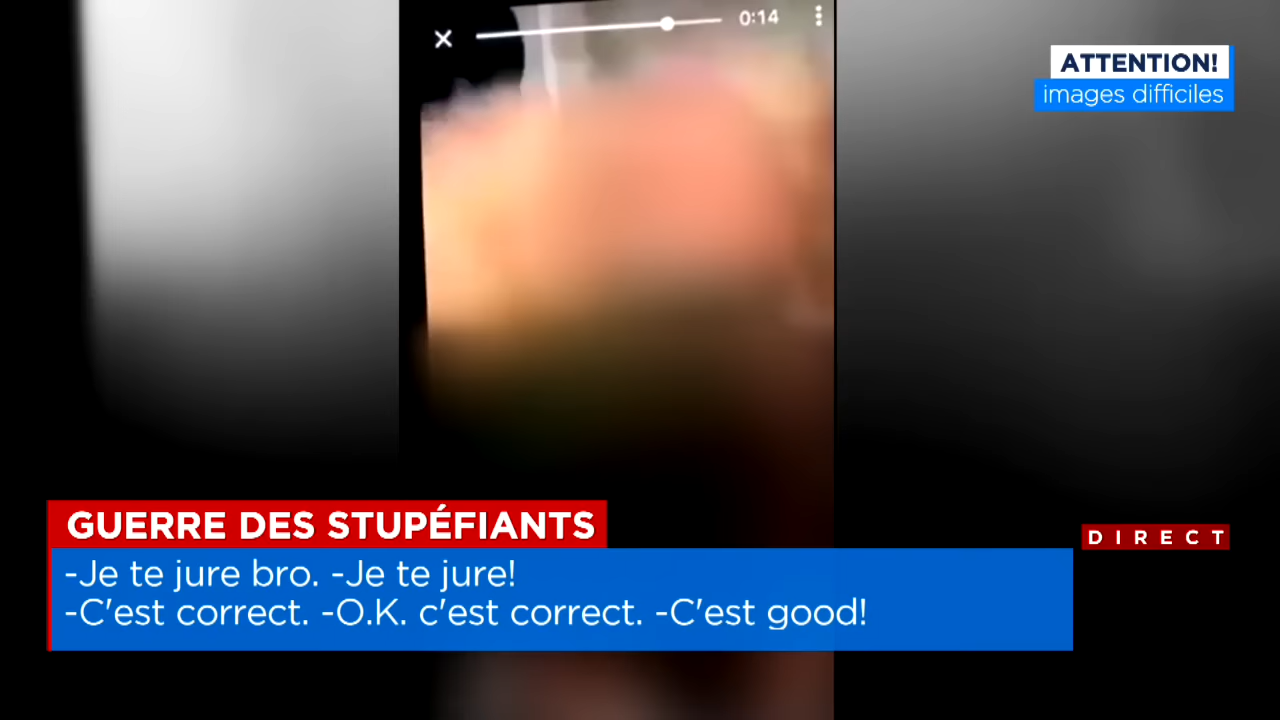 0:14
ATTENTION!
images difficiles
GUERRE DES STUPÉFIANTS
DIRECT
-Je te jure bro. -Je te jure!
-C'est correct. -O.K. c'est correct. -C'est good!